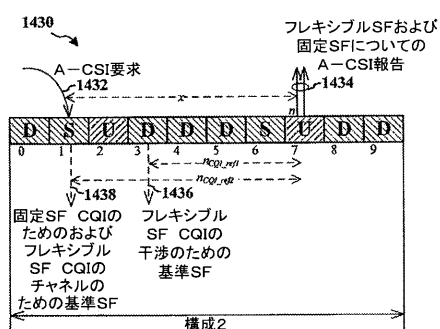 1430
A-CSI要求
1432
x
フレキシブルSFおよび
固定SFについての
A-CSI報告
1434
n
D S U D D D S U D D
0 1 2 3 4 5 6 7 8 9
nCQI_ref1
nCQI_ref2
1438
1436
固定SF CQIの
ためのおよび
フレキシブル
SF CQIの
チャネルの
ための基準SF
フレキシブル
SF CQIの
干渉のための
基準SF
構成2